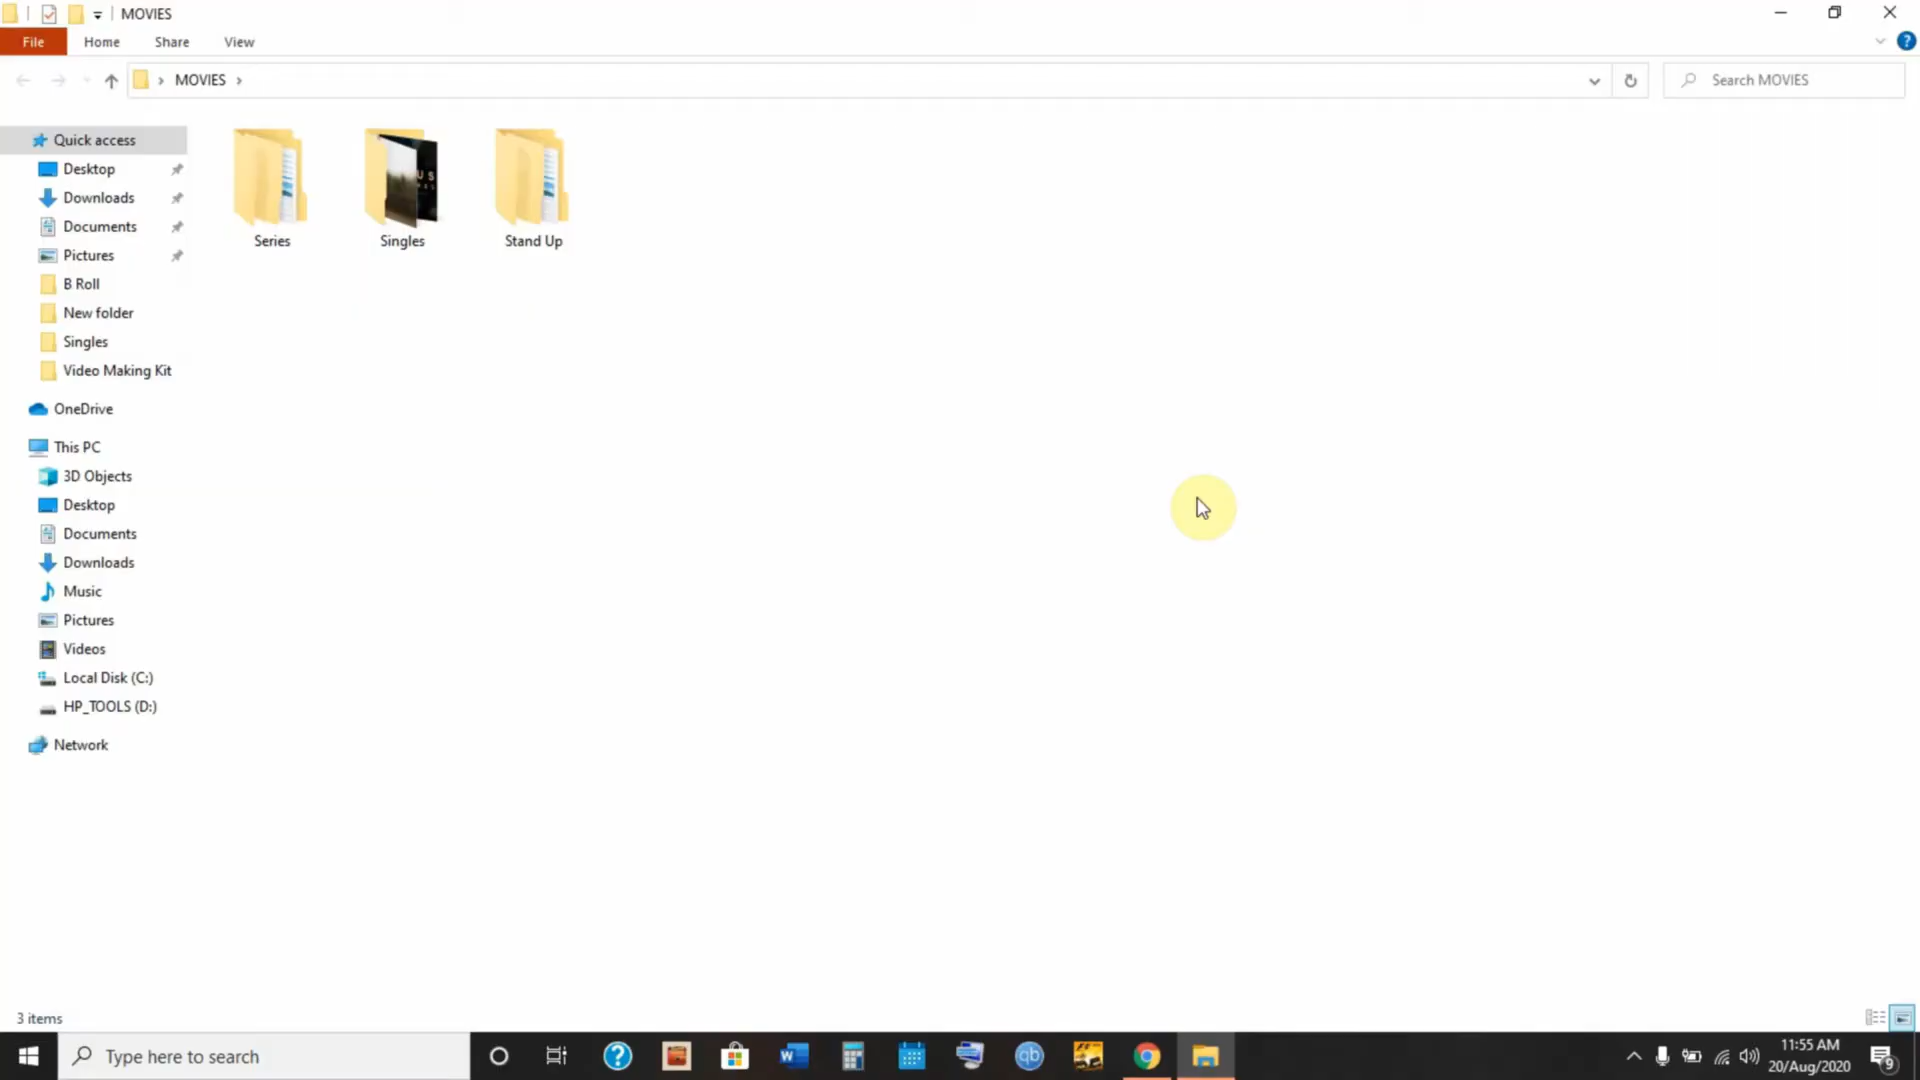 MOVIES
File Home Share View
MOVIES
Search MOVIES
Quick access
Desktop
Downloads
Documents
Pictures
B Roll
New folder
Singles
Video Making Kit
OneDrive
This PC
3D Objects
Desktop
Documents
Downloads
Music
Pictures
Videos
Local Disk (C:)
HP_TOOLS (D:)
Network
Series Singles Stand Up
3 items
Type here to search
qb
11:55 AM
20/Aug/2020
9